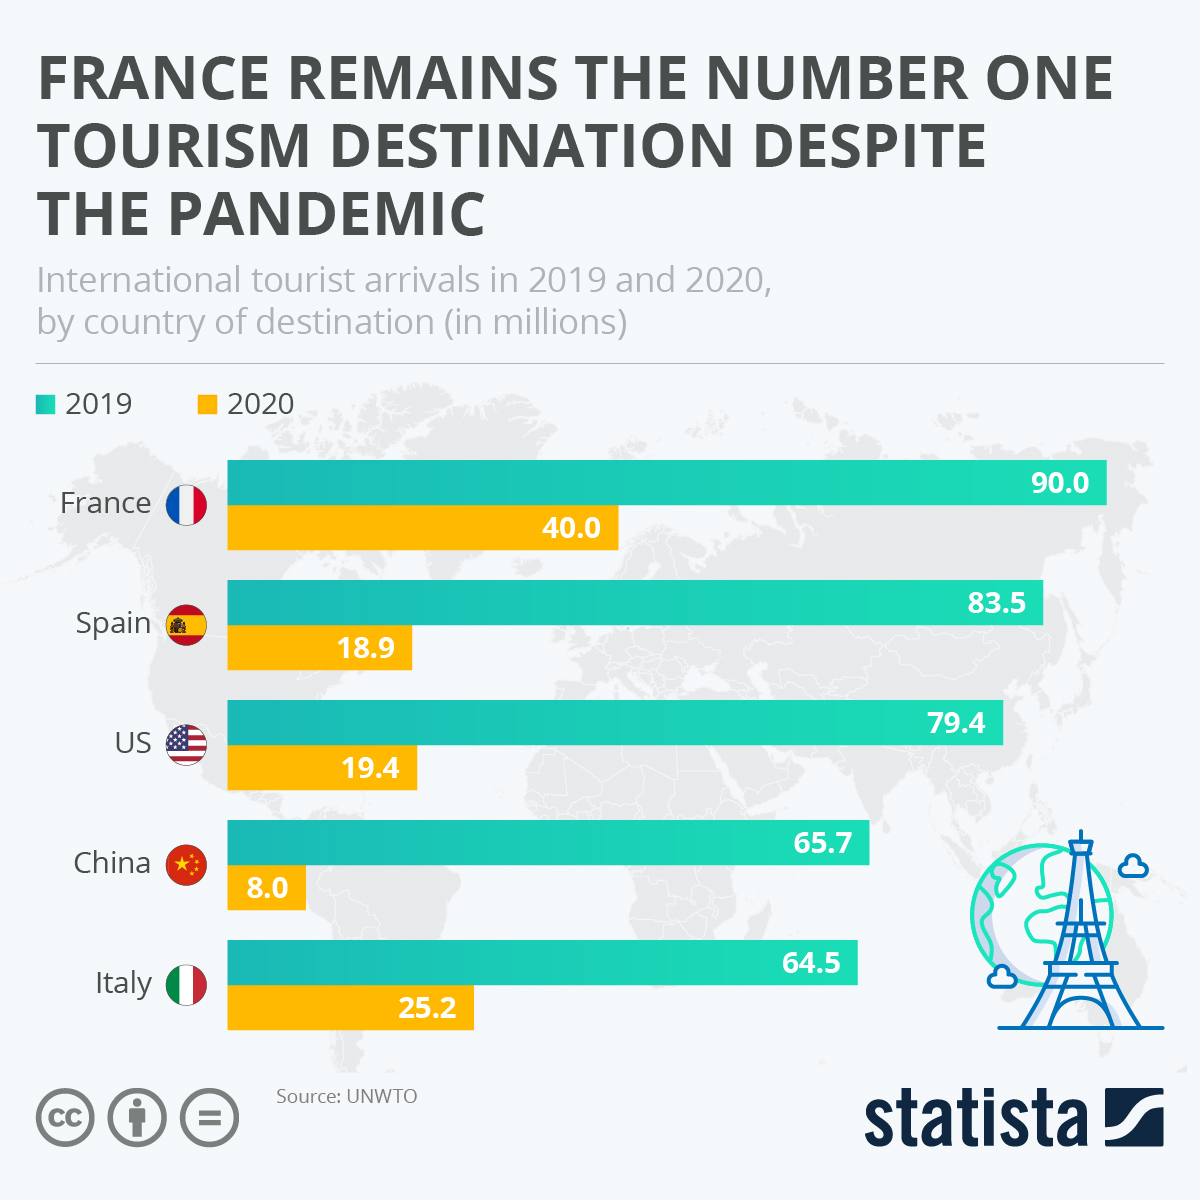 FRANCE REMAINS THE NUMBER ONE
TOURISM DESTINATION DESPITE
THE PANDEMIC
International tourist arrivals in 2019 and 2020,
by country of destination (in millions)
2019 2020
France 90.0
40.0
Spain 83.5
18.9
US 79.4
19.4
China 65.7
8.0
Italy 64.5
25.2
cc
Source: UNWTO
statista